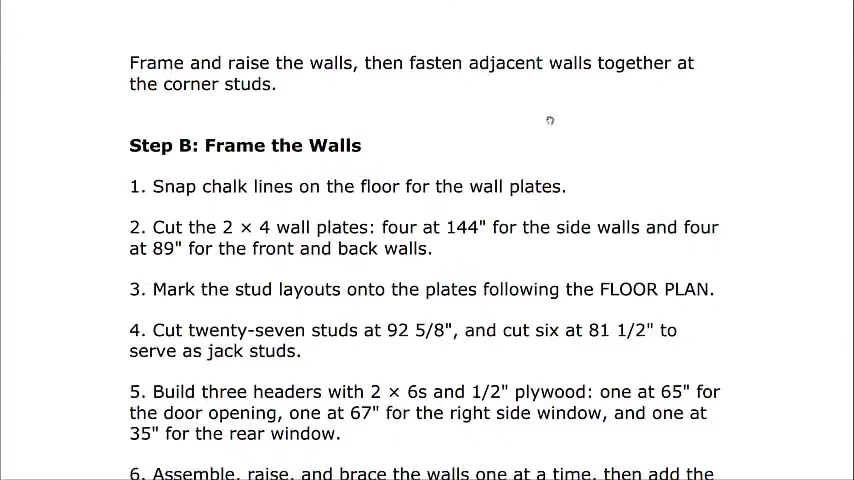 Frame and raise the walls, then fasten adjacent walls together at
the corner studs.
Step B: Frame the Walls
1. Snap chalk lines on the floor for the wall plates.
2. Cut the 2 × 4 wall plates: four at 144" for the side walls and four
at 89" for the front and back walls.
3. Mark the stud layouts onto the plates following the FLOOR PLAN.
4. Cut twenty-seven studs at 92 5/8", and cut six at 81 1/2" to
serve as jack studs.
5. Build three headers with 2 × 6s and 1/2" plywood: one at 65" for
the door opening, one at 67" for the right side window, and one at
35" for the rear window.
6. Assemble, raise, and brace the walls one at a time, then add the